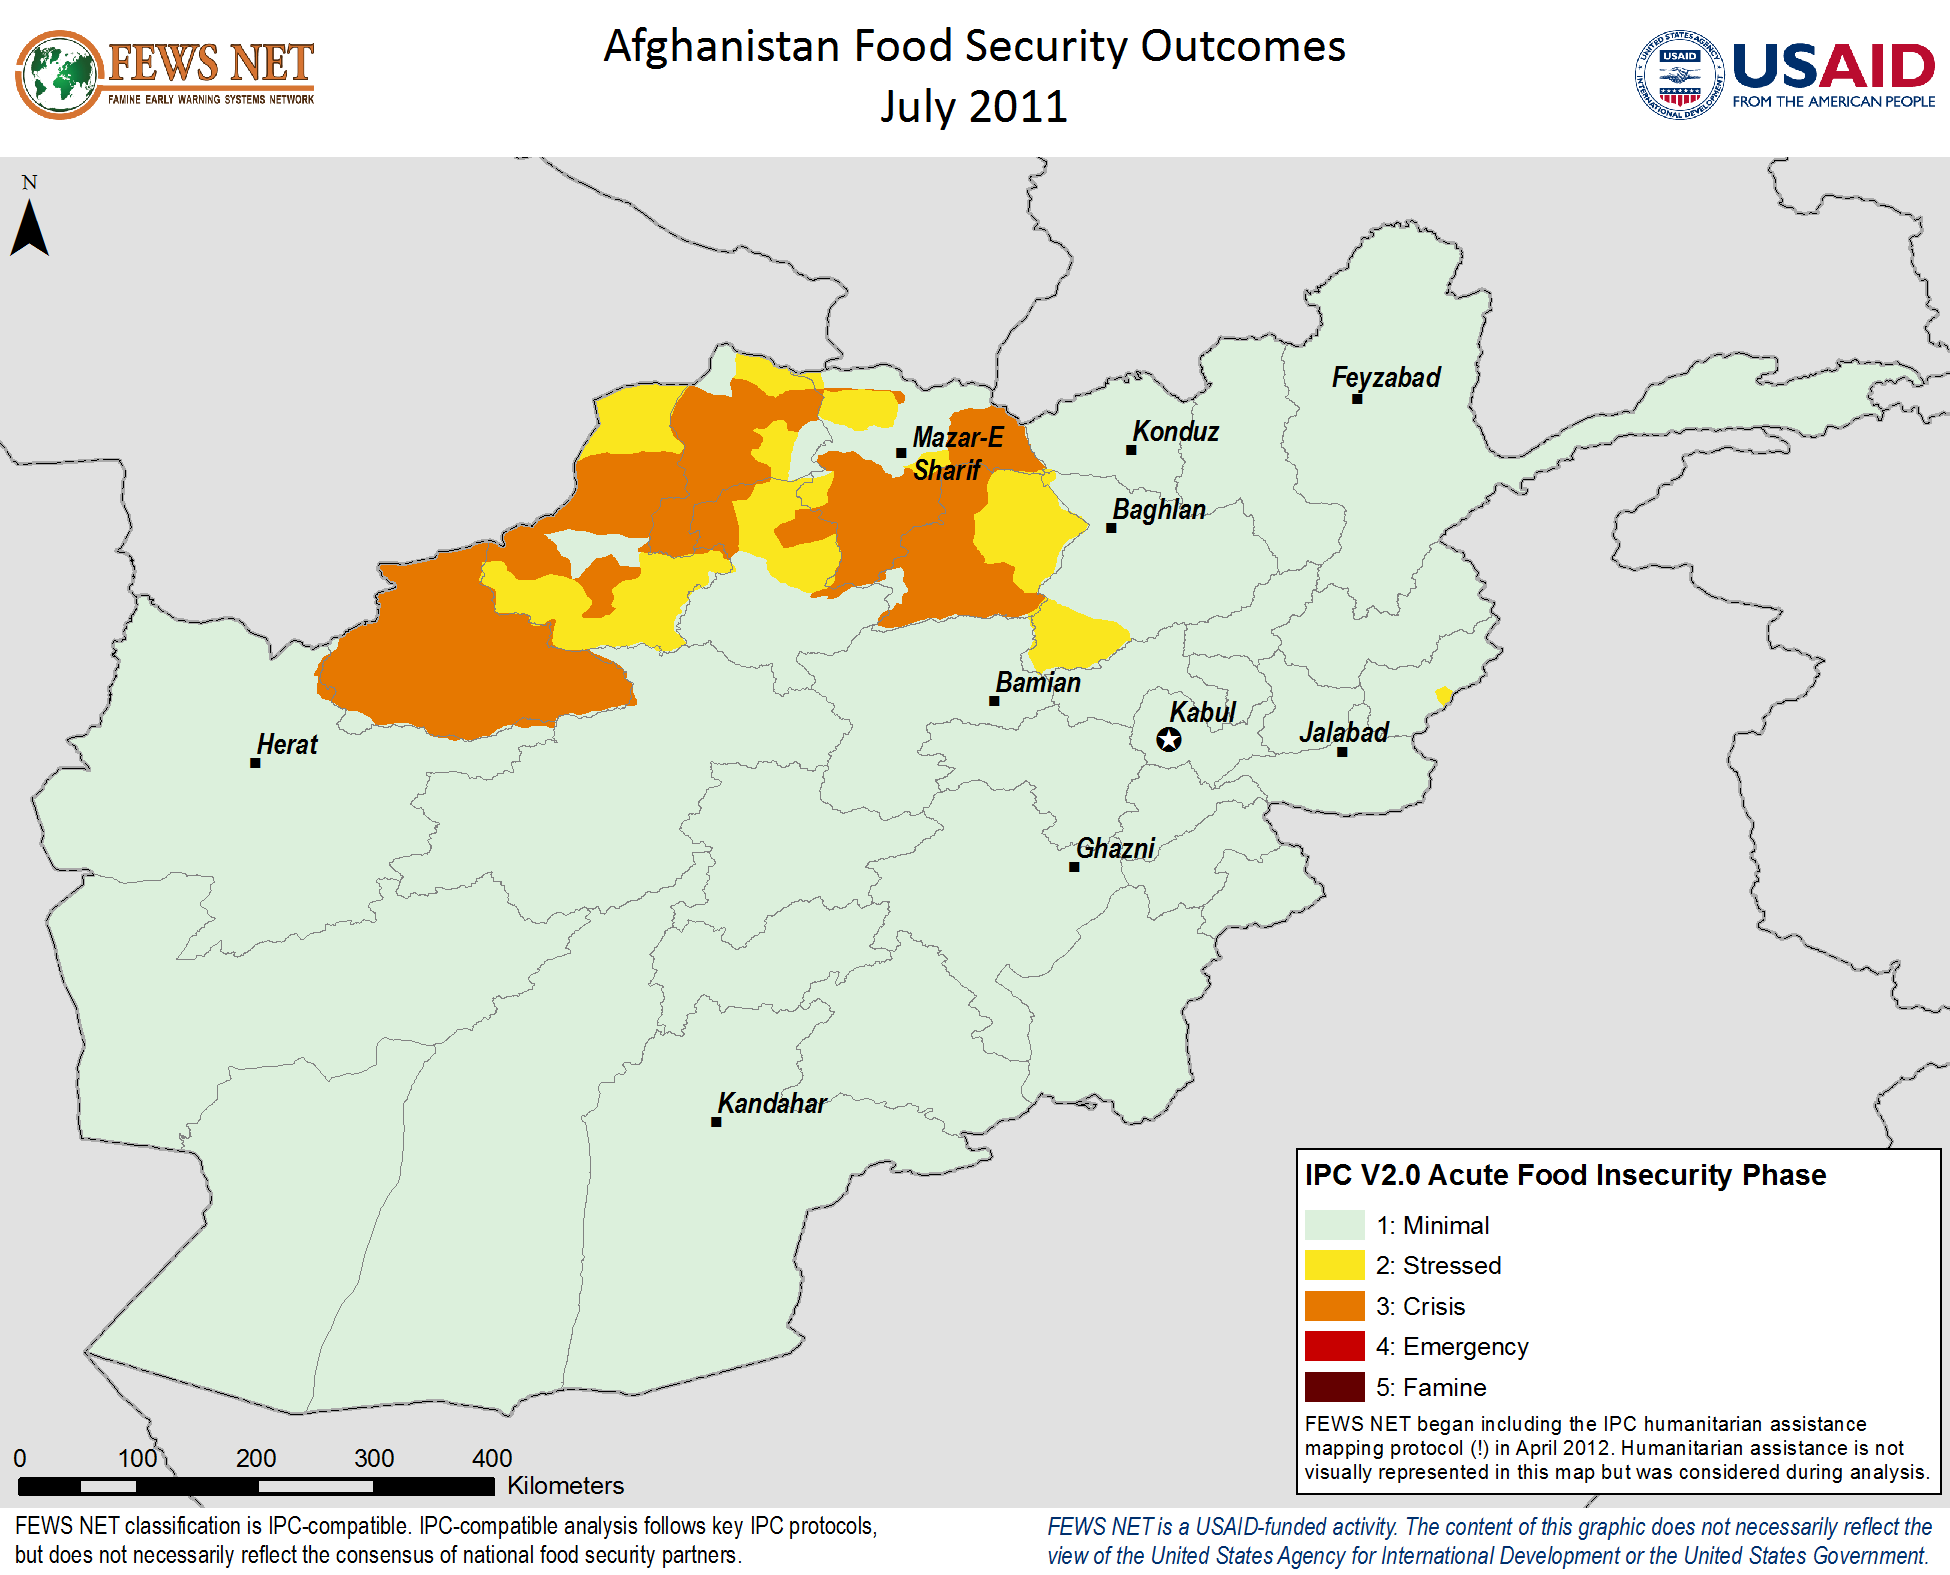 FEWS NET
FAMINE EARLY WARNING SYSTEMS NETWORK
Afghanistan Food Security Outcomes
July 2011
UNITED STATES AGENCY
USAID
INTERNATIONAL DEVELOPMENT
USAID
FROM THE AMERICAN PEOPLE
N
Feyzabad
Konduz
Mazar-E
Sharif
Baghlan
Bamian
Kabul
Jalabad
Herat
Ghazni
Kandahar
IPC V2.0 Acute Food Insecurity Phase
1: Minimal
2: Stressed
3: Crisis
4: Emergency
5: Famine
FEWS NET began including the IPC humanitarian assistance
mapping protocol (!) in April 2012. Humanitarian assistance is not
visually represented in this map but was considered during analysis.
0 100 200 300 400
Kilometers
FEWS NET classification is IPC-compatible. IPC-compatible analysis follows key IPC protocols,
but does not necessarily reflect the consensus of national food security partners.
FEWS NET is a USAID-funded activity. The content of this graphic does not necessarily reflect the
view of the United States Agency for International Development or the United States Government.